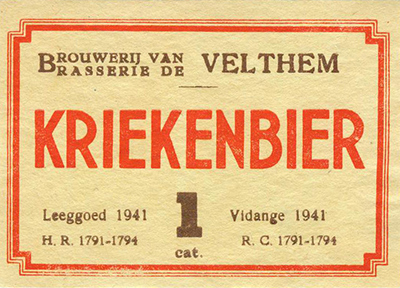 BROUWERIJ VAN
BRASSERIE DE VELTHEM
KRIEKENBIER
Leeggoed 1941 1 Vidange 1941
H. R. 1791-1794 cat. R. C. 1791-1794